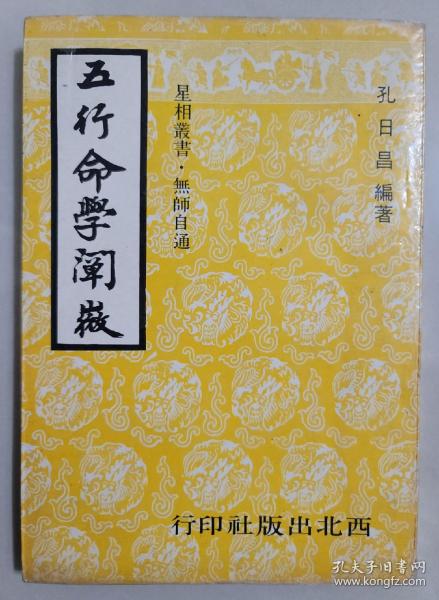 孔日昌編著
星相叢書·無師自通
五行命學闡微
西北出版社印行
孔夫子旧书网
www.kongfz.com